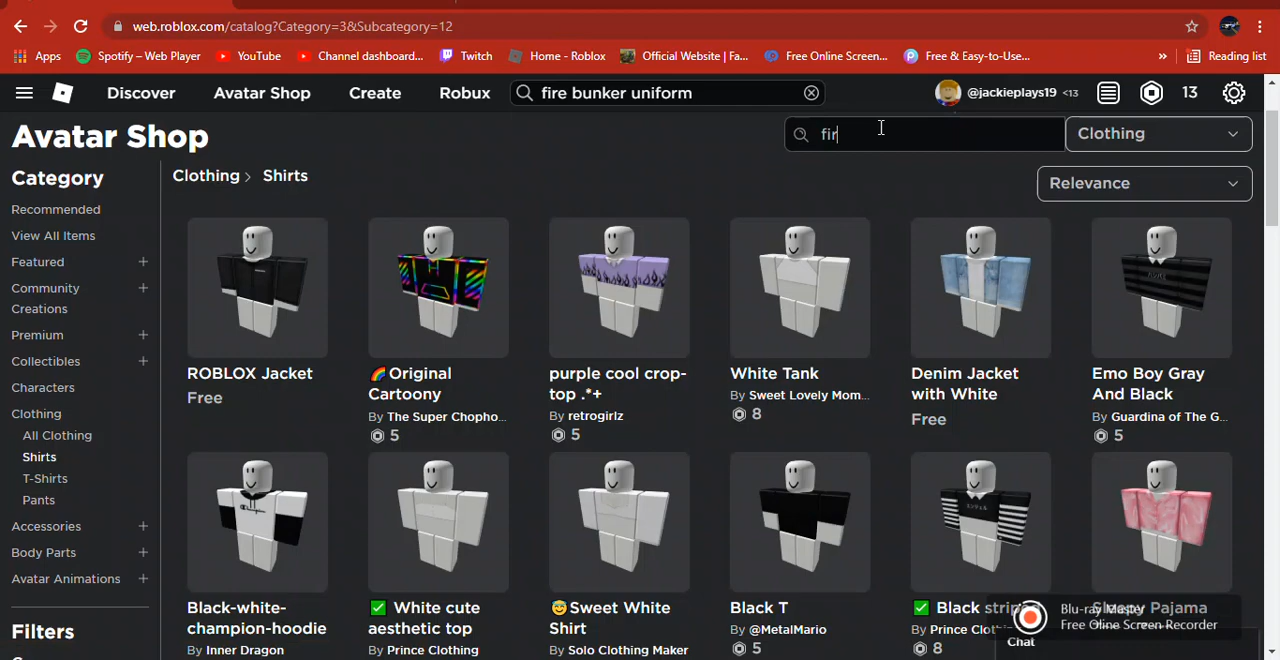 web.roblox.com/catalog?Category=3&Subcategory=12
Apps Spotify – Web Player YouTube Channel dashboard... Twitch Home - Roblox Official Website | Fa... Free Online Screen... Free & Easy-to-Use... » Reading list
Discover Avatar Shop Create Robux fire bunker uniform @jackieplays19 <13 13
Avatar Shop
fir
Clothing
Category
Clothing > Shirts
Relevance
Recommended
View All Items
Featured +
Community +
Creations
Premium +
Collectibles +
Characters
Clothing
All Clothing
Shirts
T-Shirts
Pants
Accessories +
Body Parts +
Avatar Animations +
Filters
ROBLOX Jacket
Free
🌈Original
Cartoony
By The Super Chopho...
5
purple cool crop-
top .*+
By retrogirlz
5
White Tank
By Sweet Lovely Mom...
8
Denim Jacket
with White
Free
Emo Boy Gray
And Black
By Guardina of The G...
5
Black-white-
champion-hoodie
By Inner Dragon
✅ White cute
aesthetic top
By Prince Clothing
😅Sweet White
Shirt
By Solo Clothing Maker
Black T
By @MetalMario
5
✅ Black striped
By Prince Clothi
8
Sleepy Pajama
Blu-ray Master
Free Online Screen Recorder
Chat